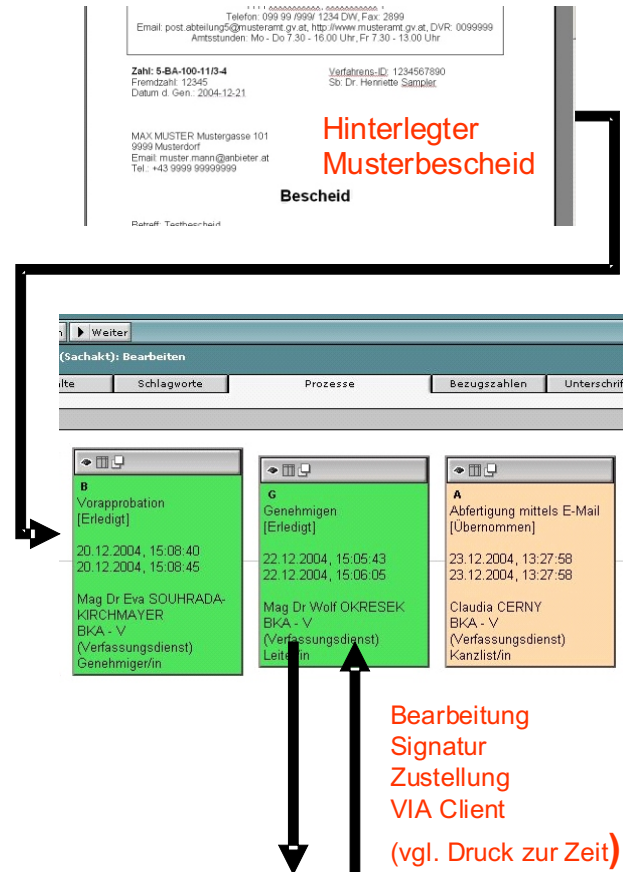 Telefon: 099 99 /999/ 1234 DW, Fax: 2899
Email: post.abteilung5@musteramt.gv.at, http://www.musteramt.gv.at, DVR: 0099999
Amtsstunden: Mo - Do 7.30 - 16.00 Uhr, Fr 7.30 - 13.00 Uhr
Zahl: 5-BA-100-11/3-4
Fremdzahl: 12345
Datum d. Gen.: 2004-12-21
Verfahrens-ID: 1234567890
Sb: Dr. Henriette Sampler
MAX MUSTER Mustergasse 101
9999 Musterdorf
Email: muster.mann@anbieter.at
Tel.: +43 9999 99999999
Hinterlegter
Musterbescheid
Bescheid
Betreff: Testbescheid
Weiter
(Sachakt): Bearbeiten
Schlagworte
Prozesse
Bezugszahlen
Unterschrif
B
Vorapprobation
[Erledigt]
20.12.2004, 15:08:40
20.12.2004, 15:08:45
Mag Dr Eva SOUHRADA-
KIRCHMAYER
BKA - V
(Verfassungsdienst)
Genehmiger/in
G
Genehmigen
[Erledigt]
22.12.2004, 15:05:43
22.12.2004, 15:06:05
Mag Dr Wolf OKRESEK
BKA - V
(Verfassungsdienst)
Leiter/in
A
Abfertigung mittels E-Mail
[Übernommen]
23.12.2004, 13:27:58
23.12.2004, 13:27:58
Claudia CERNY
BKA - V
(Verfassungsdienst)
Kanzlist/in
Bearbeitung
Signatur
Zustellung
VIA Client
(vgl. Druck zur Zeit)